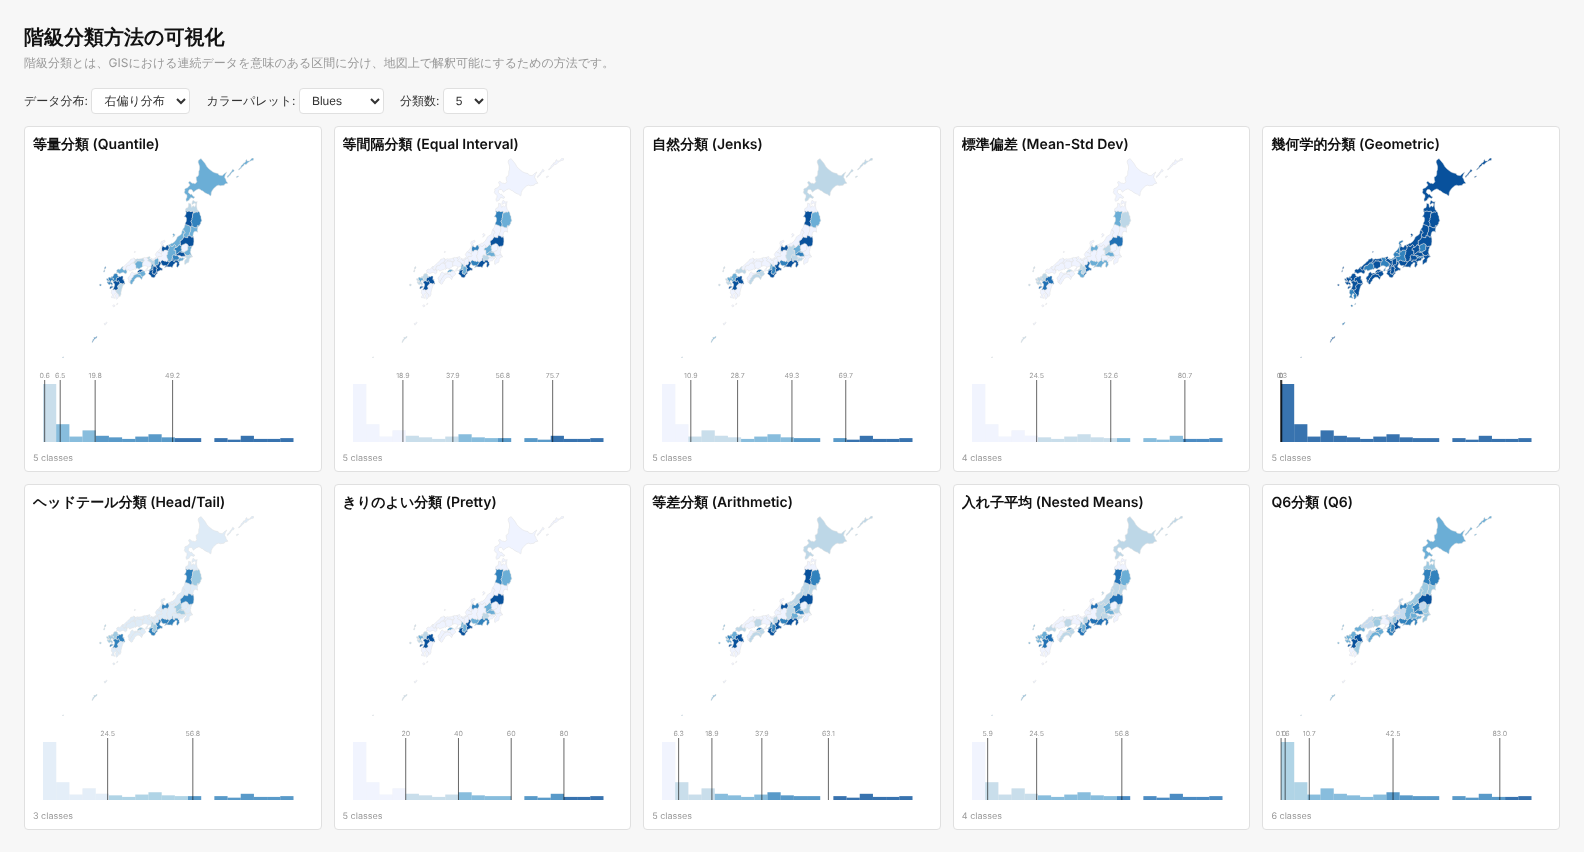 階級分類方法の可視化
階級分類とは、GISにおける連続データを意味のある区間に分け、地図上で解釈可能にするための方法です。
データ分布: 右偏り分布 カラーパレット: Blues 分類数: 5
等量分類 (Quantile)
0.6 6.5 19.8 49.2
5 classes
等間隔分類 (Equal Interval)
18.9 37.9 56.8 75.7
5 classes
自然分類 (Jenks)
10.9 28.7 49.3 69.7
5 classes
標準偏差 (Mean-Std Dev)
24.5 52.6 80.7
4 classes
幾何学的分類 (Geometric)
5 classes
ヘッドテール分類 (Head/Tail)
24.5 56.8
3 classes
きりのよい分類 (Pretty)
20 40 60 80
5 classes
等差分類 (Arithmetic)
6.3 18.9 37.9 63.1
5 classes
入れ子平均 (Nested Means)
5.9 24.5 56.8
4 classes
Q6分類 (Q6)
10.7 42.5 83.0
6 classes